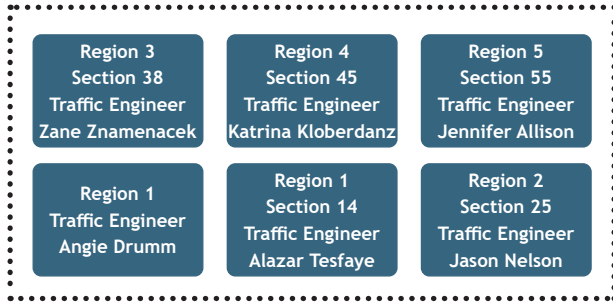 Region 3
Section 38
Traffic Engineer
Zane Znamenacek
Region 4
Section 45
Traffic Engineer
Katrina Kloberdanz
Region 5
Section 55
Traffic Engineer
Jennifer Allison
Region 1
Traffic Engineer
Angie Drumm
Region 1
Section 14
Traffic Engineer
Alazar Tesfaye
Region 2
Section 25
Traffic Engineer
Jason Nelson